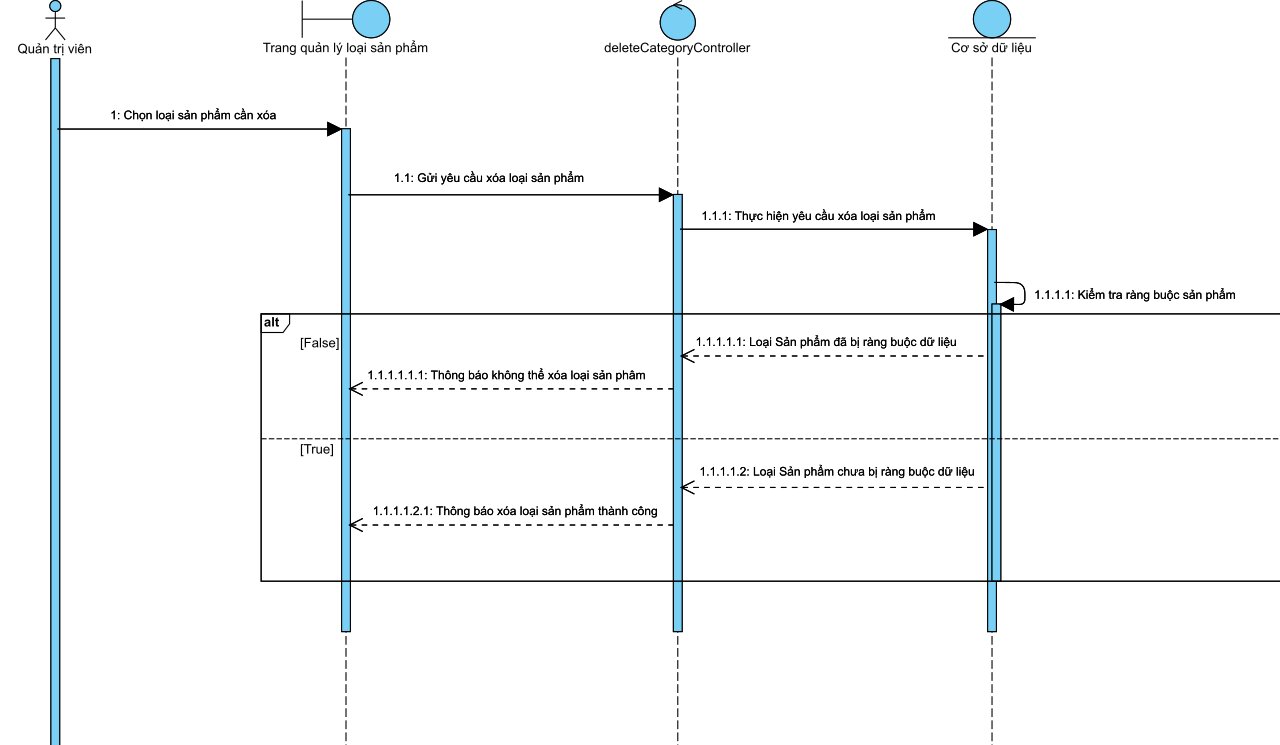 Quản trị viên
Trang quản lý loại sản phẩm
deleteCategoryController
Cơ sở dữ liệu
1: Chọn loại sản phẩm cần xóa
1.1: Gửi yêu cầu xóa loại sản phẩm
1.1.1: Thực hiện yêu cầu xóa loại sản phẩm
1.1.1.1: Kiểm tra ràng buộc sản phẩm
alt
[False]
1.1.1.1.1: Loại Sản phẩm đã bị ràng buộc dữ liệu
1.1.1.1.1.1: Thông báo không thể xóa loại sản phâm
[True]
1.1.1.1.2: Loại Sản phẩm chưa bị ràng buộc dữ liệu
1.1.1.1.2.1: Thông báo xóa loại sản phẩm thành công